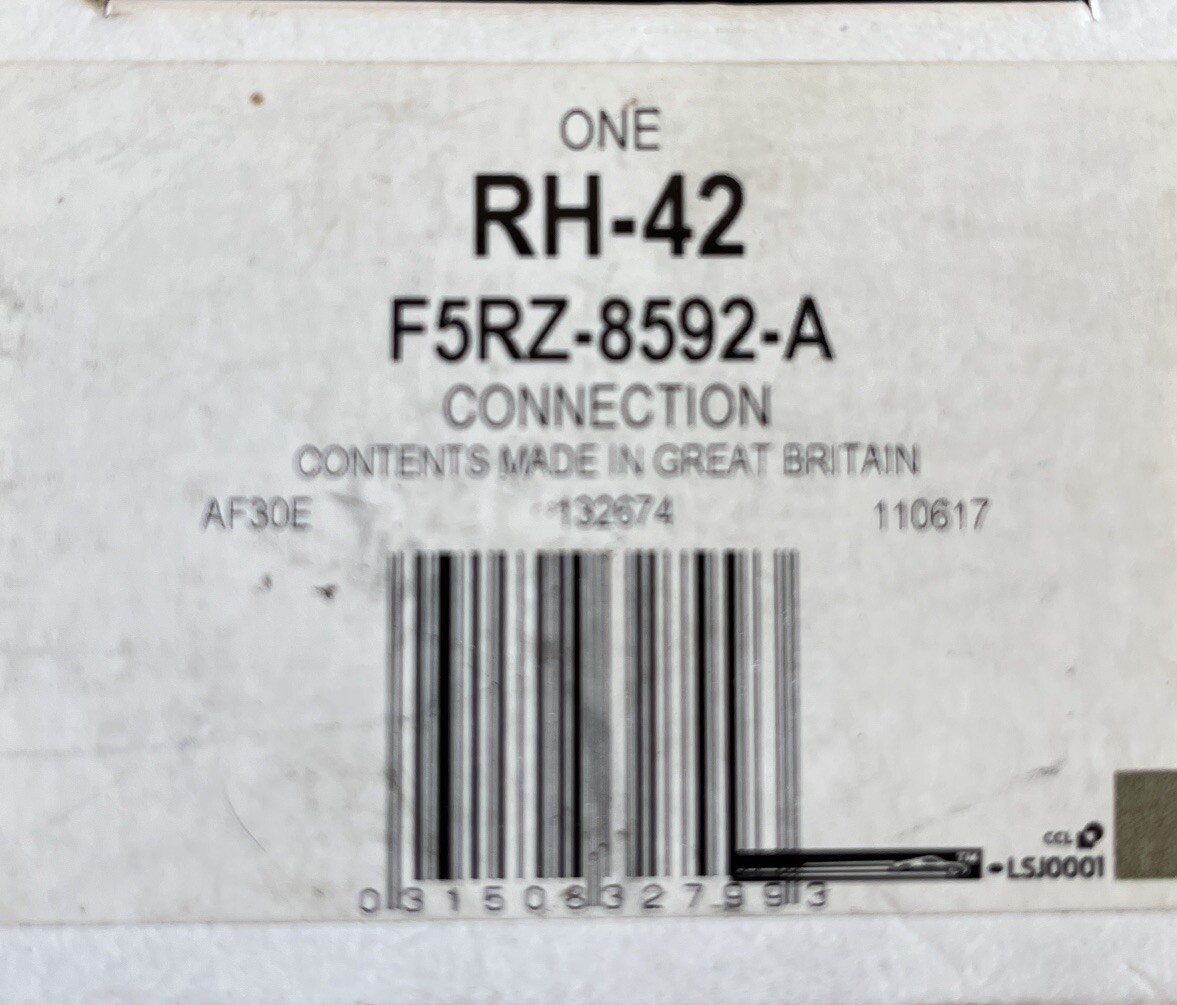 ONE
RH-42
F5RZ-8592-A
CONNECTION
CONTENTS MADE IN GREAT BRITAIN
AF30E 132674 110617
CCL
-LSJ0001
0 31508 32799 3